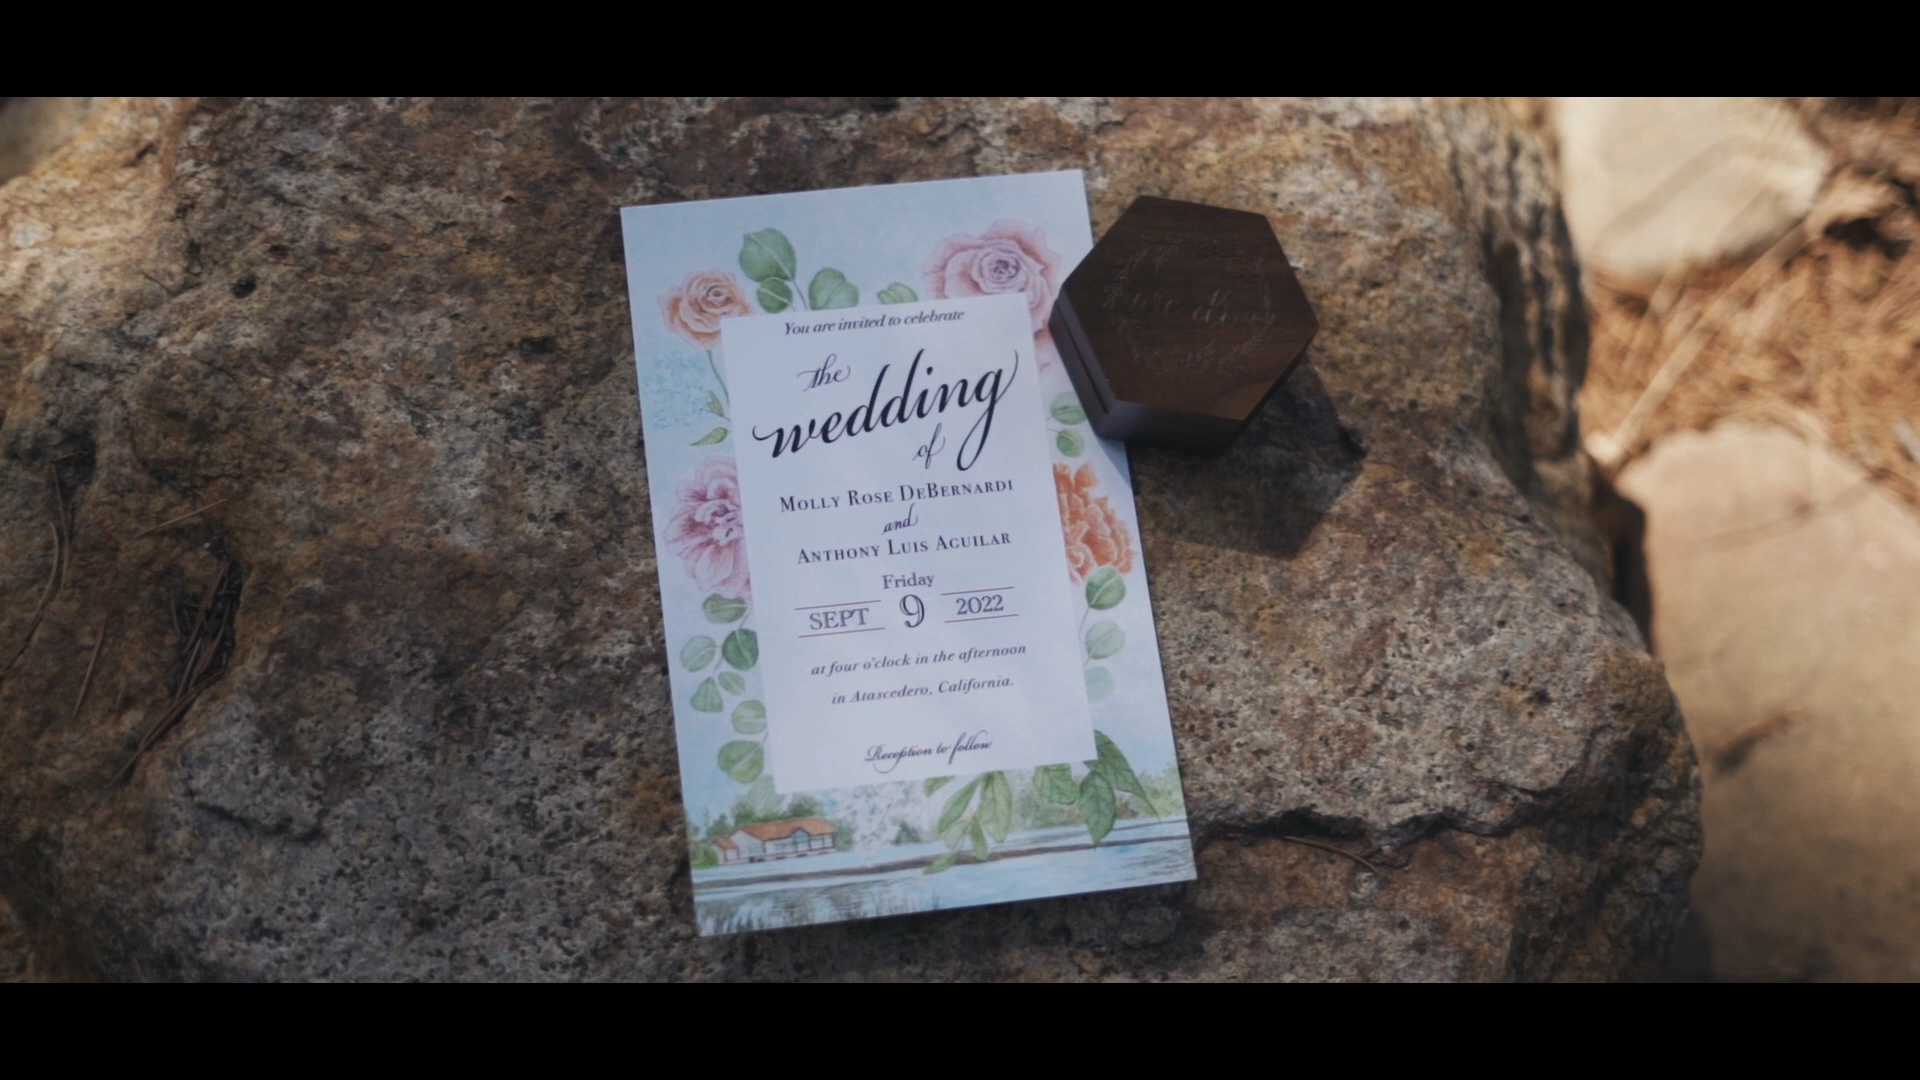 You are invited to celebrate
the
wedding
of
Molly Rose DeBernardi
and
Anthony Luis Aguilar
Friday
SEPT 9 2022
at four o'clock in the afternoon
in Atascedero, California.
Reception to follow